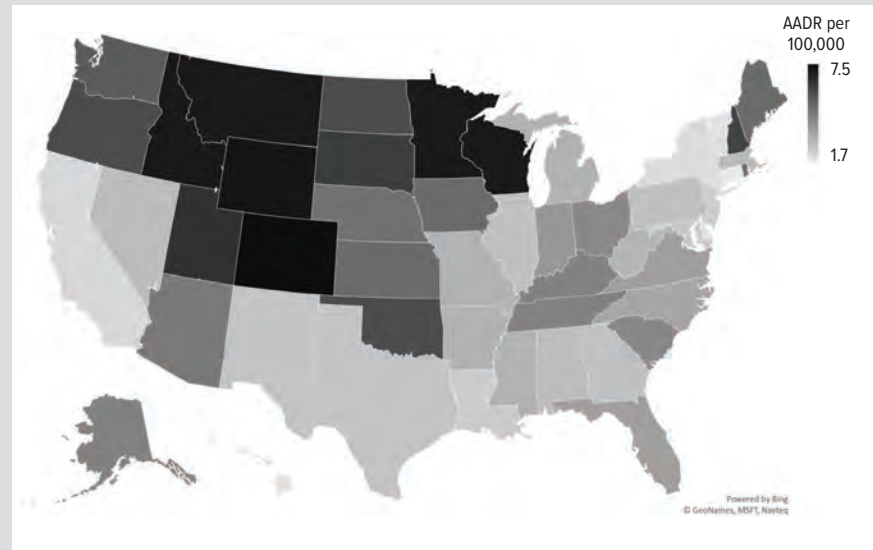 AADR per
100,000
7.5
1.7
Powered by Bing
© GeoNames, MSFT, Navteq